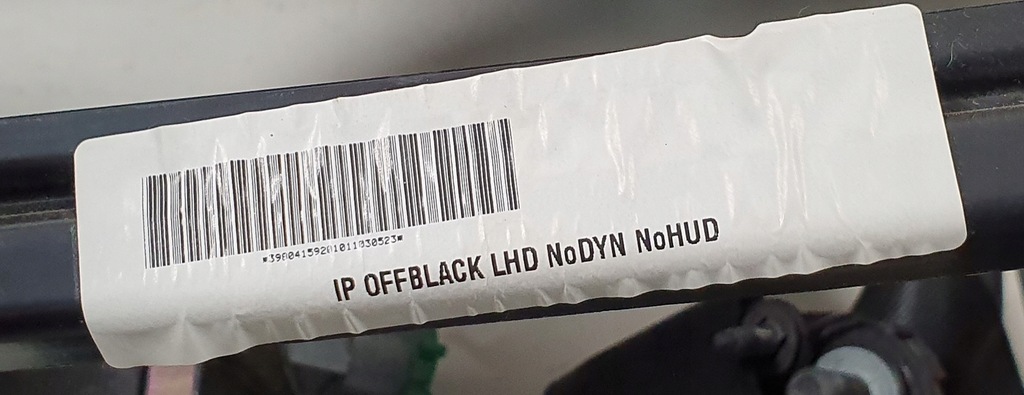 *39804159201011030523*
IP OFFBLACK LHD NoDYN NoHUD